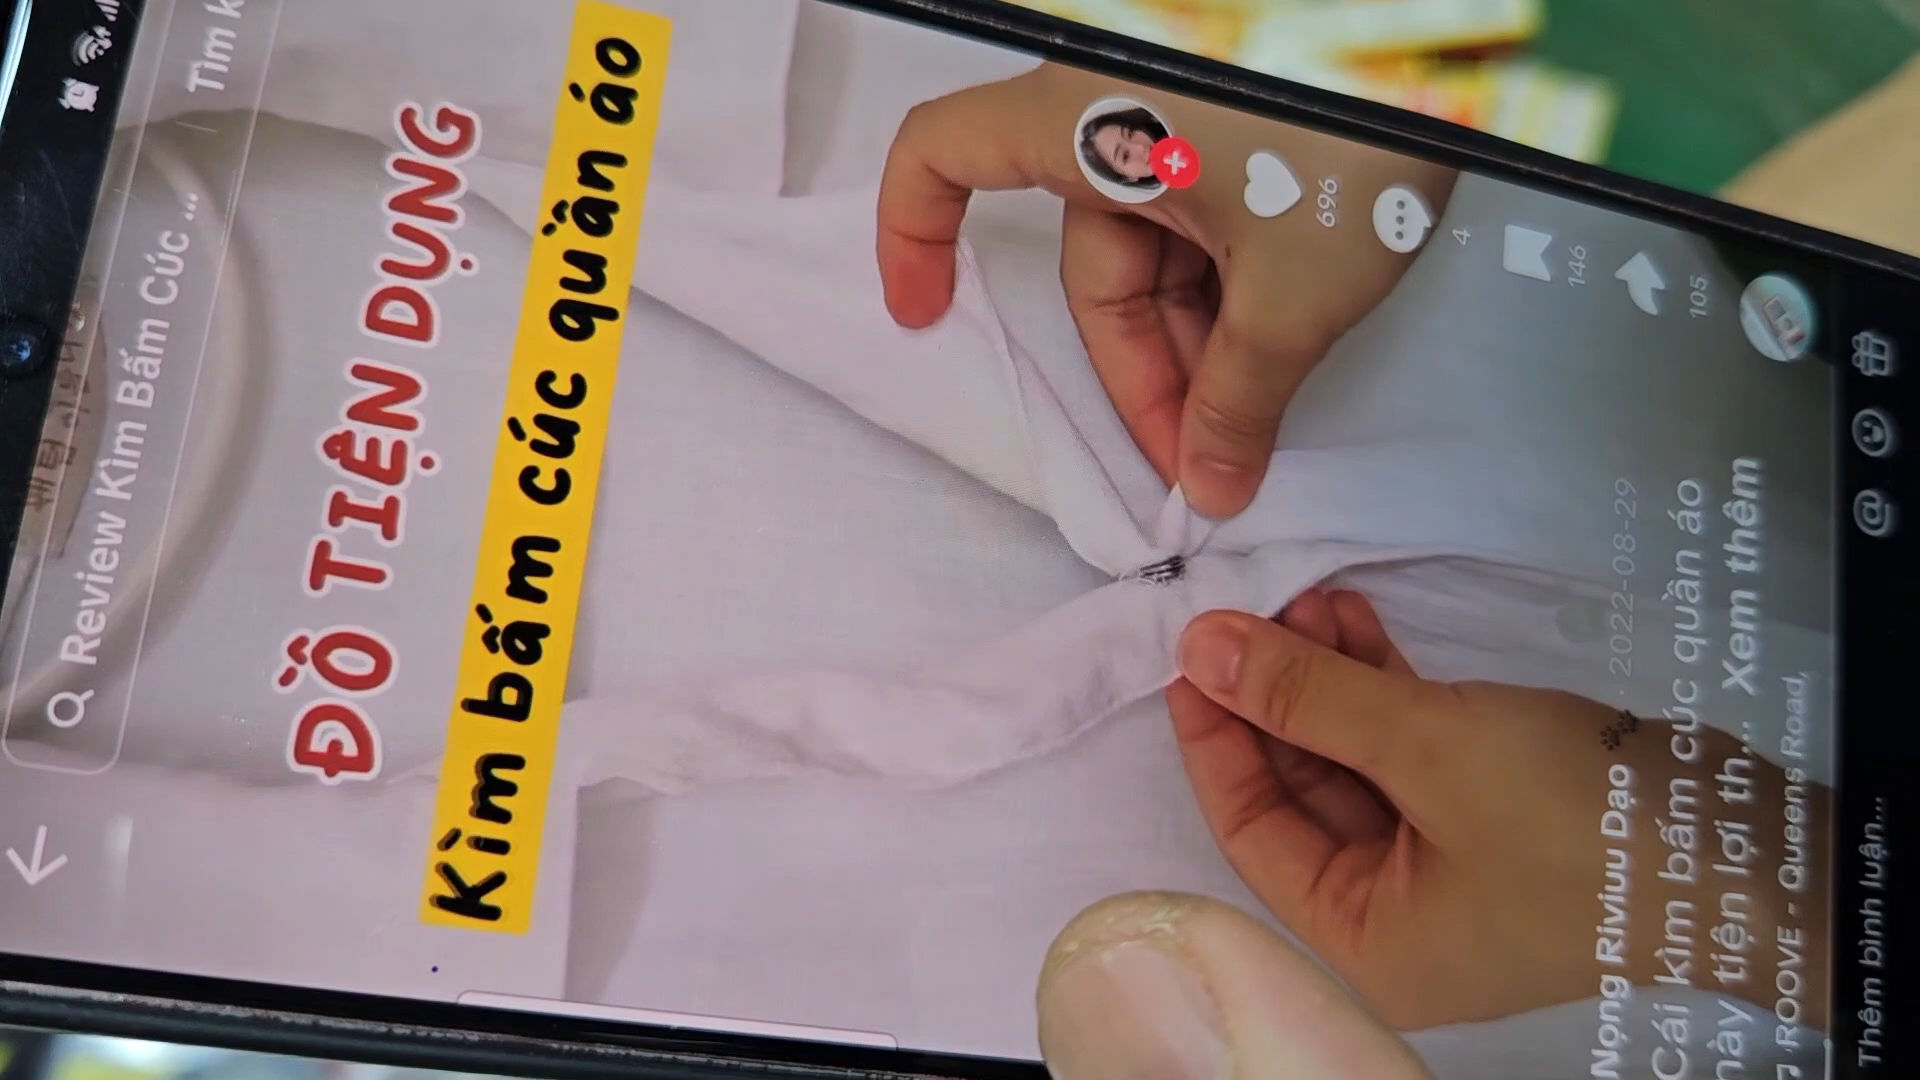 Review Kìm Bấm Cúc ...
Tìm k
ĐỒ TIỆN DỤNG
Kìm bấm cúc quần áo
696
4
146
105
Nọng Riviuu Dạo · 2022-08-29
Cái kìm bấm cúc quần áo
này tiện lợi th... Xem thêm
ROOVE - Queens Road,
Thêm bình luận...